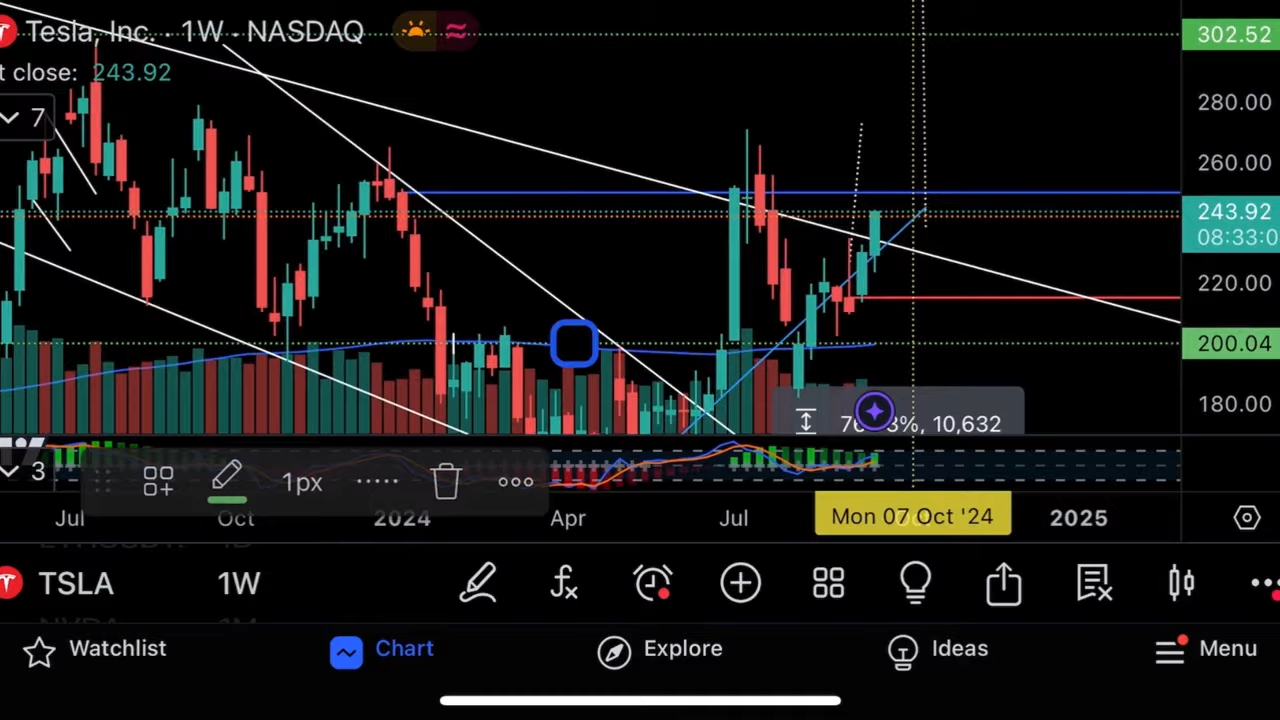 Tesla, Inc. · 1W · NASDAQ
t close: 243.92
7
302.52
280.00
260.00
243.92
08:33:0
220.00
200.04
180.00
10,632
3
1px
Jul
Oct
2024
Apr
Jul
Mon 07 Oct '24
2025
TSLA 1W
Watchlist
Chart
Explore
Ideas
Menu